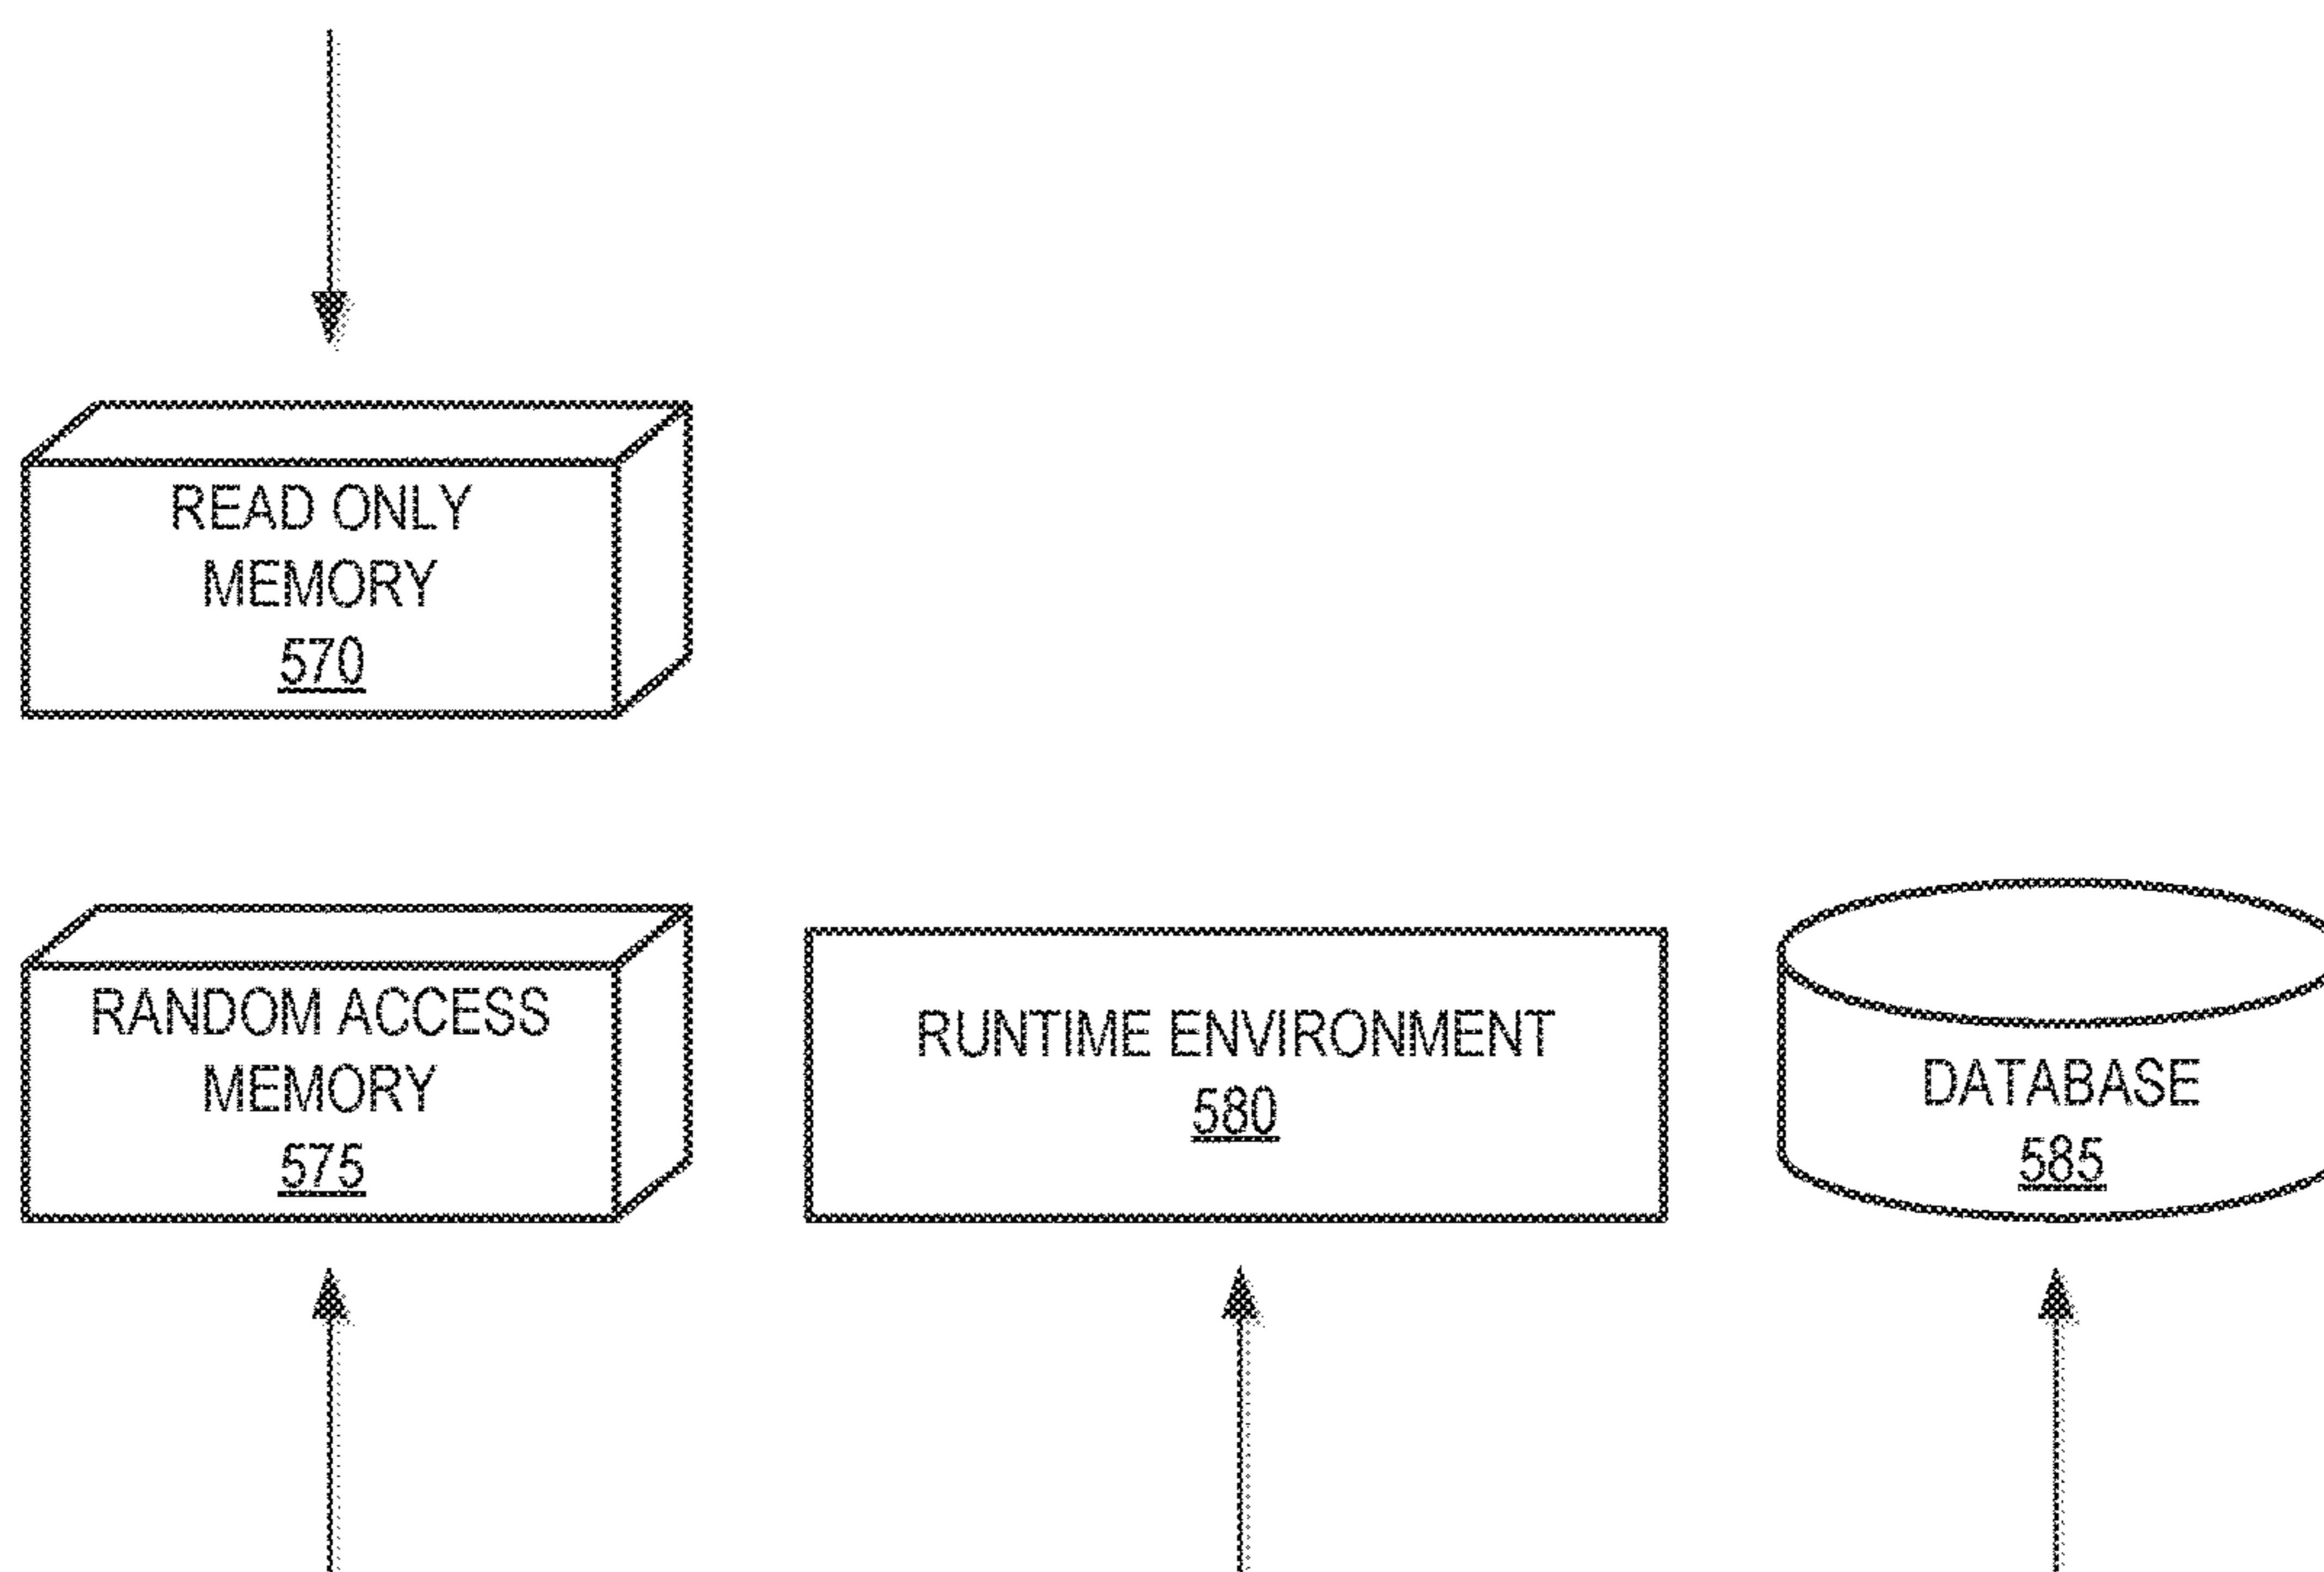 READ ONLY
MEMORY
570
RANDOM ACCESS
MEMORY
575
RUNTIME ENVIRONMENT
580
DATABASE
585